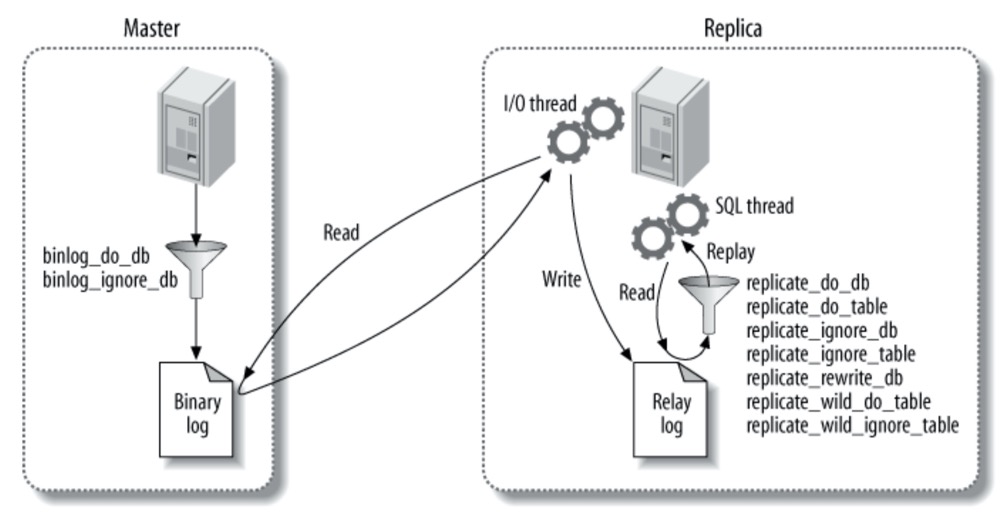 Master
binlog_do_db
binlog_ignore_db
Binary
log
Read
Replica
I/O thread
SQL thread
Replay
Write
Read
replicate_do_db
replicate_do_table
replicate_ignore_db
replicate_ignore_table
replicate_rewrite_db
replicate_wild_do_table
replicate_wild_ignore_table
Relay
log